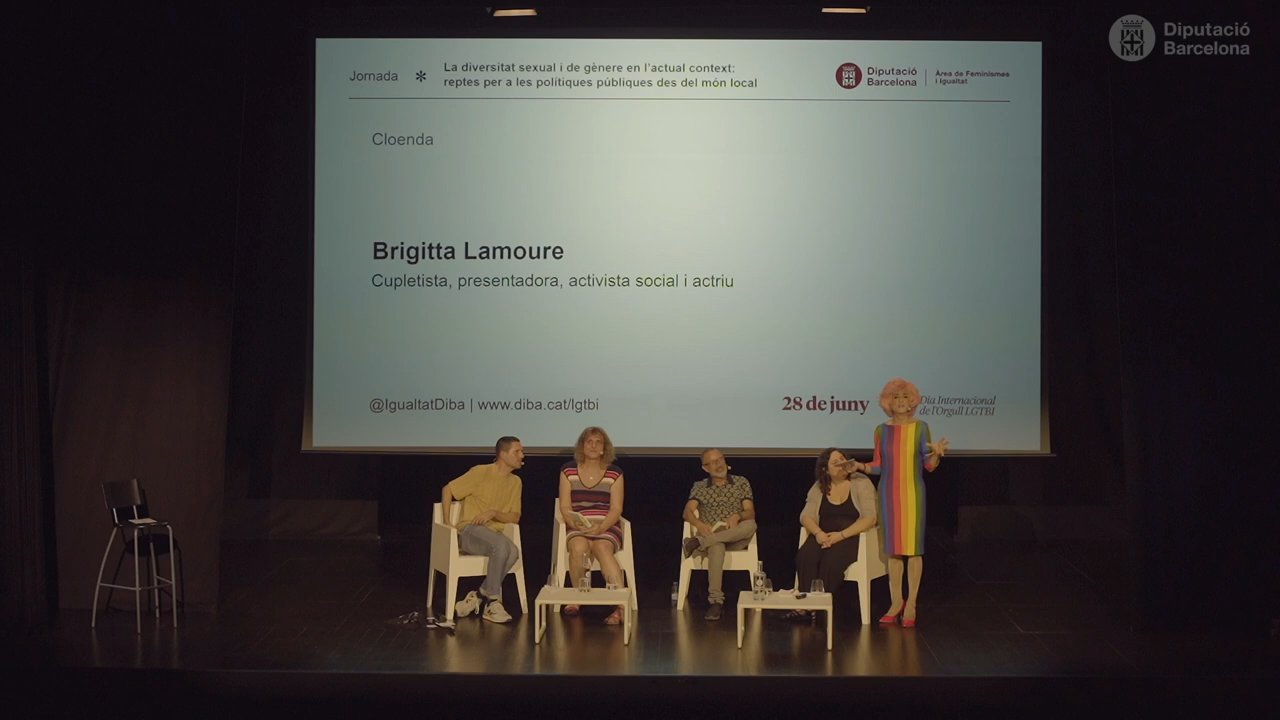 Diputació
Barcelona
Jornada * La diversitat sexual i de gènere en l'actual context:
reptes per a les polítiques públiques des del món local
Diputació
Barcelona
Àrea de Feminismes
i Igualtat
Cloenda
Brigitta Lamoure
Cupletista, presentadora, activista social i actriu
@IgualtatDiba | www.diba.cat/lgtbi
28 de juny
Dia Internacional
de l'Orgull LGTBI